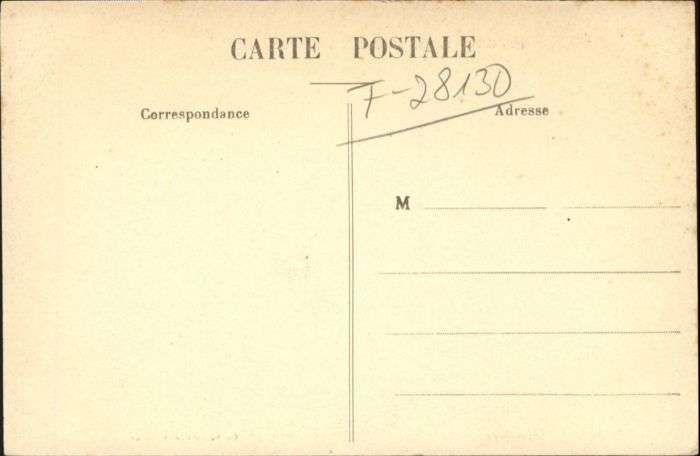 CARTE POSTALE
F-28130
Correspondance
Adresse
M